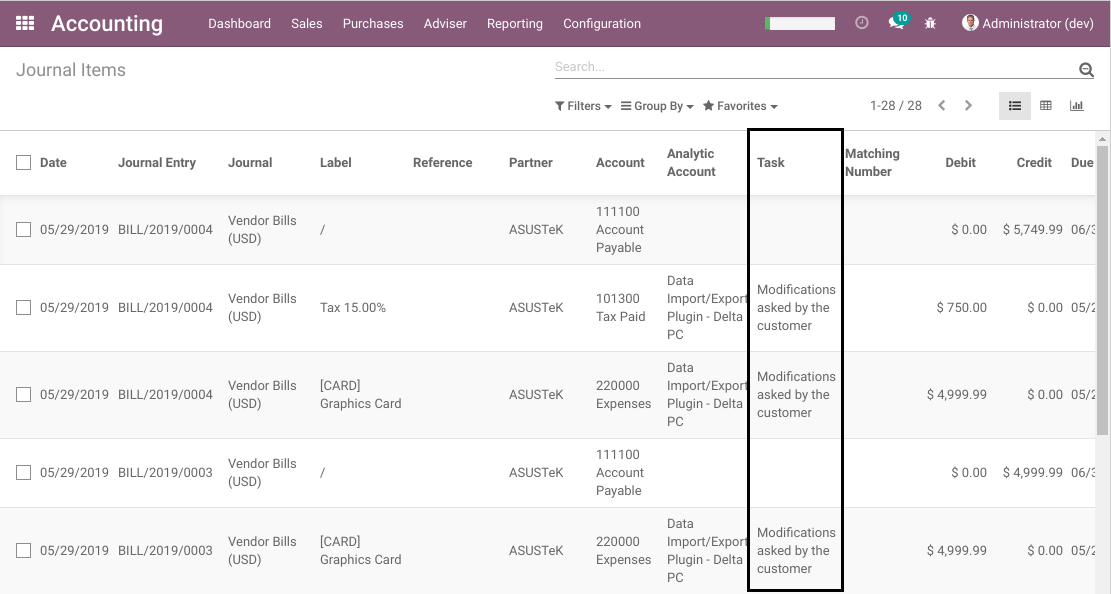 Accounting Dashboard Sales Purchases Adviser Reporting Configuration 10 Administrator (dev)
Journal Items Search...
Filters Group By Favorites 1-28 / 28
Date Journal Entry Journal Label Reference Partner Account Analytic Account Task Matching Number Debit Credit Due
05/29/2019 BILL/2019/0004 Vendor Bills (USD) / ASUSTeK 111100 Account Payable $ 0.00 $ 5,749.99 06/3
05/29/2019 BILL/2019/0004 Vendor Bills (USD) Tax 15.00% ASUSTeK 101300 Tax Paid Data Import/Export Plugin - Delta PC Modifications asked by the customer $ 750.00 $ 0.00 05/2
05/29/2019 BILL/2019/0004 Vendor Bills (USD) [CARD] Graphics Card ASUSTeK 220000 Expenses Data Import/Export Plugin - Delta PC Modifications asked by the customer $ 4,999.99 $ 0.00 05/2
05/29/2019 BILL/2019/0003 Vendor Bills (USD) / ASUSTeK 111100 Account Payable $ 0.00 $ 4,999.99 06/3
05/29/2019 BILL/2019/0003 Vendor Bills (USD) [CARD] Graphics Card ASUSTeK 220000 Expenses Data Import/Export Plugin - Delta PC Modifications asked by the customer $ 4,999.99 $ 0.00 05/2